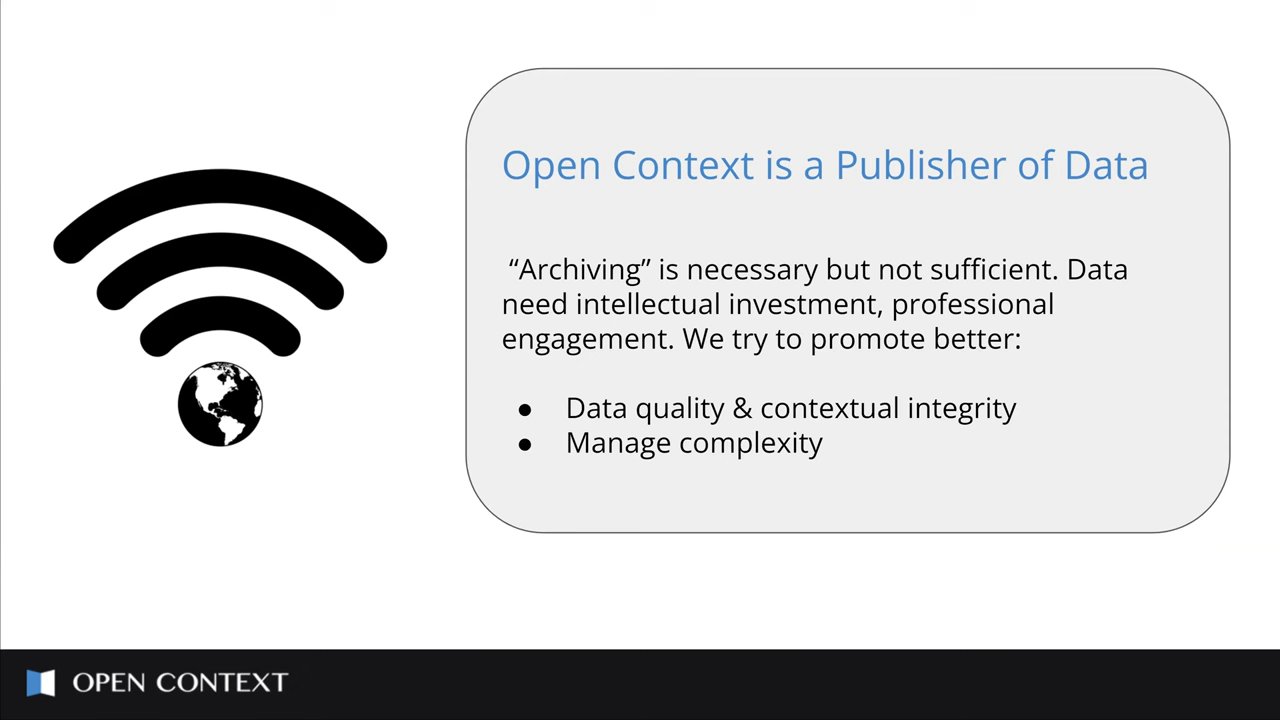 Open Context is a Publisher of Data
“Archiving” is necessary but not sufficient. Data
need intellectual investment, professional
engagement. We try to promote better:
● Data quality & contextual integrity
● Manage complexity
OPEN CONTEXT